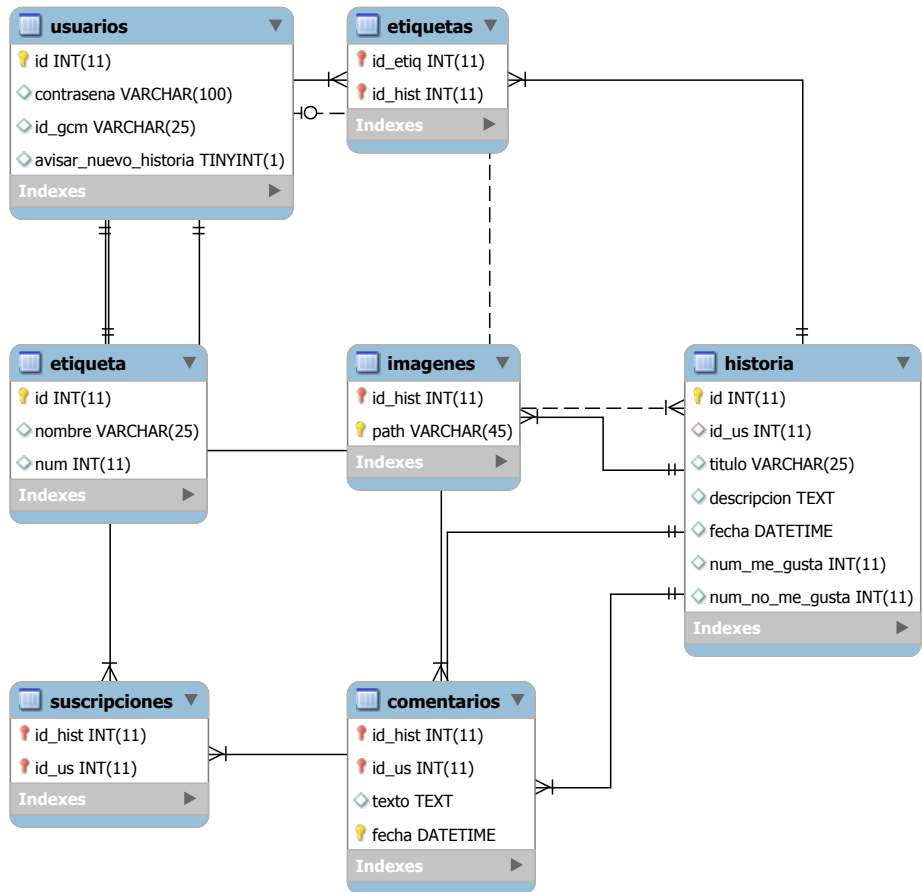 usuarios
id INT(11)
contrasena VARCHAR(100)
id_gcm VARCHAR(25)
avisar_nuevo_historia TINYINT(1)
Indexes
etiquetas
id_etiq INT(11)
id_hist INT(11)
Indexes
etiqueta
id INT(11)
nombre VARCHAR(25)
num INT(11)
Indexes
imagenes
id_hist INT(11)
path VARCHAR(45)
Indexes
historia
id INT(11)
id_us INT(11)
titulo VARCHAR(25)
descripcion TEXT
fecha DATETIME
num_me_gusta INT(11)
num_no_me_gusta INT(11)
Indexes
suscripciones
id_hist INT(11)
id_us INT(11)
Indexes
comentarios
id_hist INT(11)
id_us INT(11)
texto TEXT
fecha DATETIME
Indexes